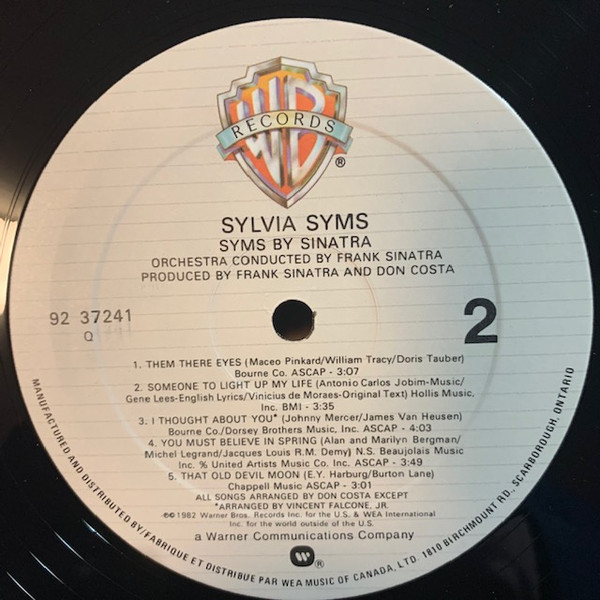 WB
RECORDS
®
SYLVIA SYMS
SYMS BY SINATRA
ORCHESTRA CONDUCTED BY FRANK SINATRA
PRODUCED BY FRANK SINATRA AND DON COSTA
92 37241
Q
2
1. THEM THERE EYES (Maceo Pinkard/William Tracy/Doris Tauber)
Bourne Co. ASCAP - 3:07
2. SOMEONE TO LIGHT UP MY LIFE (Antonio Carlos Jobim-Music/
Gene Lees-English Lyrics/Vinicius de Moraes-Original Text) Hollis Music,
Inc. BMI - 3:35
3. I THOUGHT ABOUT YOU* (Johnny Mercer/James Van Heusen)
Bourne Co./Dorsey Brothers Music, Inc. ASCAP - 4:03
4. YOU MUST BELIEVE IN SPRING (Alan and Marilyn Bergman/
Michel Legrand/Jacques Louis R.M. Demy) N.S. Beaujolais Music
Inc. % United Artists Music Co. Inc. ASCAP - 3:49
5. THAT OLD DEVIL MOON (E.Y. Harburg/Burton Lane)
Chappell Music ASCAP - 3:01
ALL SONGS ARRANGED BY DON COSTA EXCEPT
*ARRANGED BY VINCENT FALCONE, JR.
℗© 1982 Warner Bros. Records Inc. for the U.S. & WEA International
Inc. for the world outside of the U.S.
a Warner Communications Company
®
MANUFACTURED AND DISTRIBUTED BY/FABRIQUE ET DISTRIBUE PAR WEA MUSIC OF CANADA, LTD. 1810 BIRCHMOUNT RD., SCARBOROUGH, ONTARIO